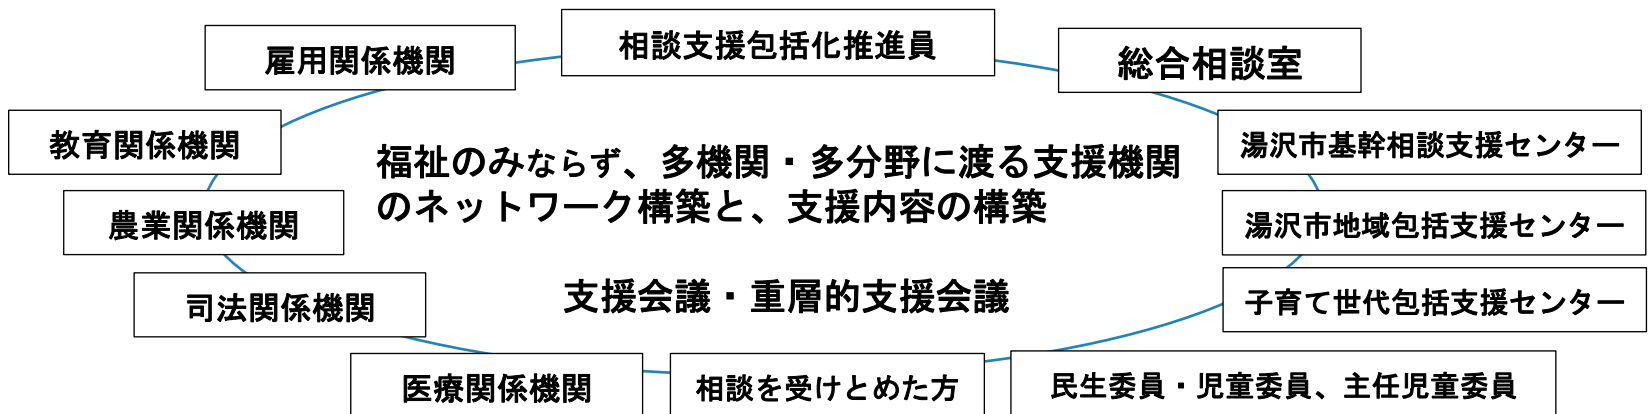 相談支援包括化推進員
雇用関係機関
総合相談室
教育関係機関
湯沢市基幹相談支援センター
福祉のみならず、多機関・多分野に渡る支援機関
のネットワーク構築と、支援内容の構築
農業関係機関
湯沢市地域包括支援センター
支援会議・重層的支援会議
司法関係機関
子育て世代包括支援センター
医療関係機関
相談を受けとめた方
民生委員・児童委員、主任児童委員